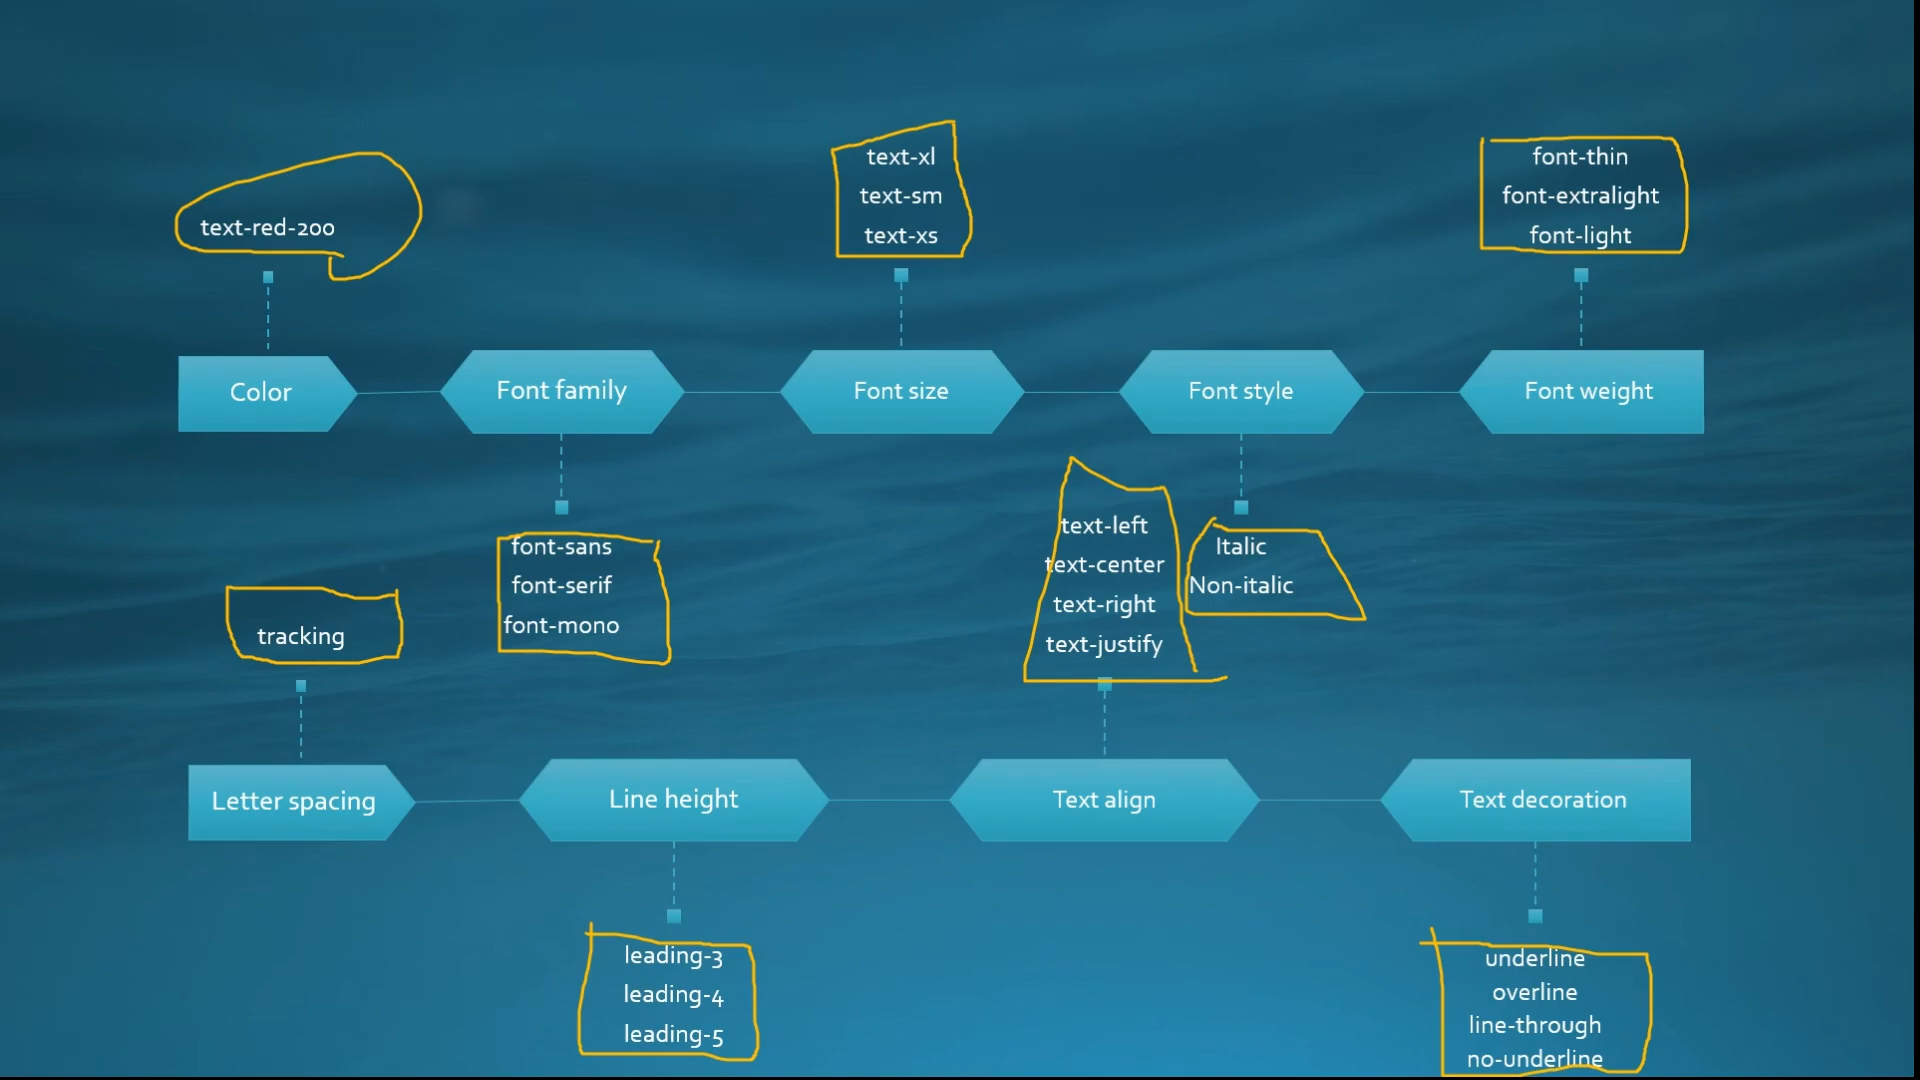 text-red-200
text-xl
text-sm
text-xs
font-thin
font-extralight
font-light
Color
Font family
Font size
Font style
Font weight
font-sans
font-serif
font-mono
Italic
Non-italic
tracking
text-left
text-center
text-right
text-justify
Letter spacing
Line height
Text align
Text decoration
leading-3
leading-4
leading-5
underline
overline
line-through
no-underline